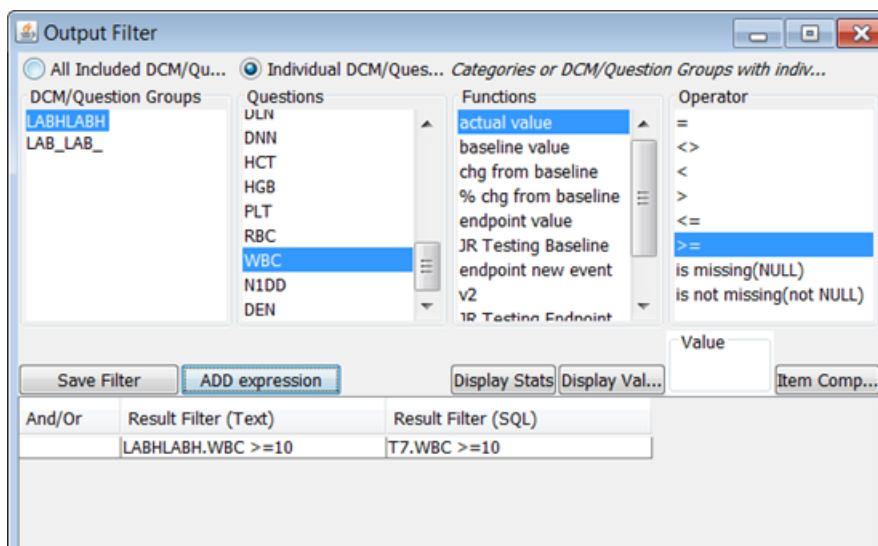 Output Filter
All Included DCM/Qu... Individual DCM/Ques... Categories or DCM/Question Groups with indiv...
DCM/Question Groups
LABHLABH
LAB_LAB_
Questions
DLN
DNN
HCT
HGB
PLT
RBC
WBC
N1DD
DEN
Functions
actual value
baseline value
chg from baseline
% chg from baseline
endpoint value
JR Testing Baseline
endpoint new event
v2
JR Testing Endpoint
Operator
=
<>
<
>
<=
>=
is missing(NULL)
is not missing(not NULL)
Value
Save Filter ADD expression Display Stats Display Val... Item Comp...
And/Or Result Filter (Text) Result Filter (SQL)
LABHLABH.WBC >=10 T7.WBC >=10